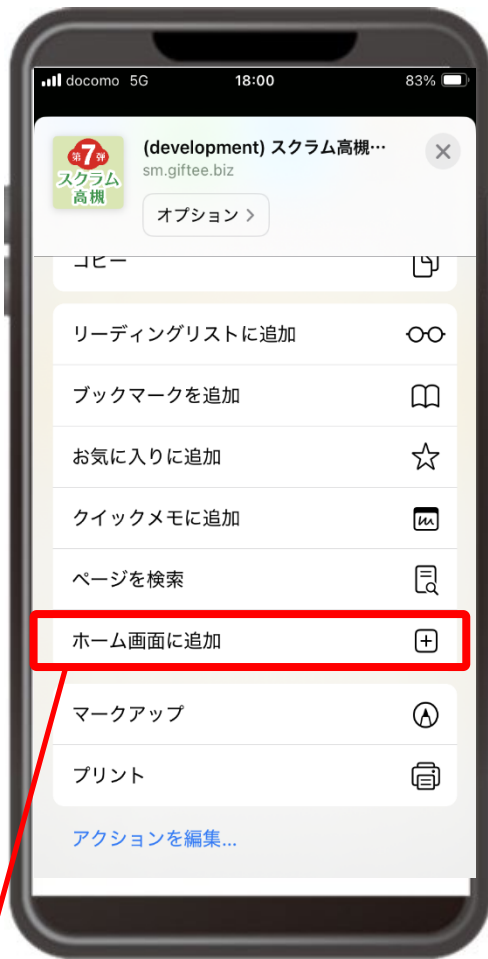 docomo 5G 18:00 83%
第7弾
スクラム
高槻
(development) スクラム高槻…
sm.giftee.biz
オプション
コピー
リーディングリストに追加
ブックマークを追加
お気に入りに追加
クイックメモに追加
ページを検索
ホーム画面に追加
マークアップ
プリント
アクションを編集...